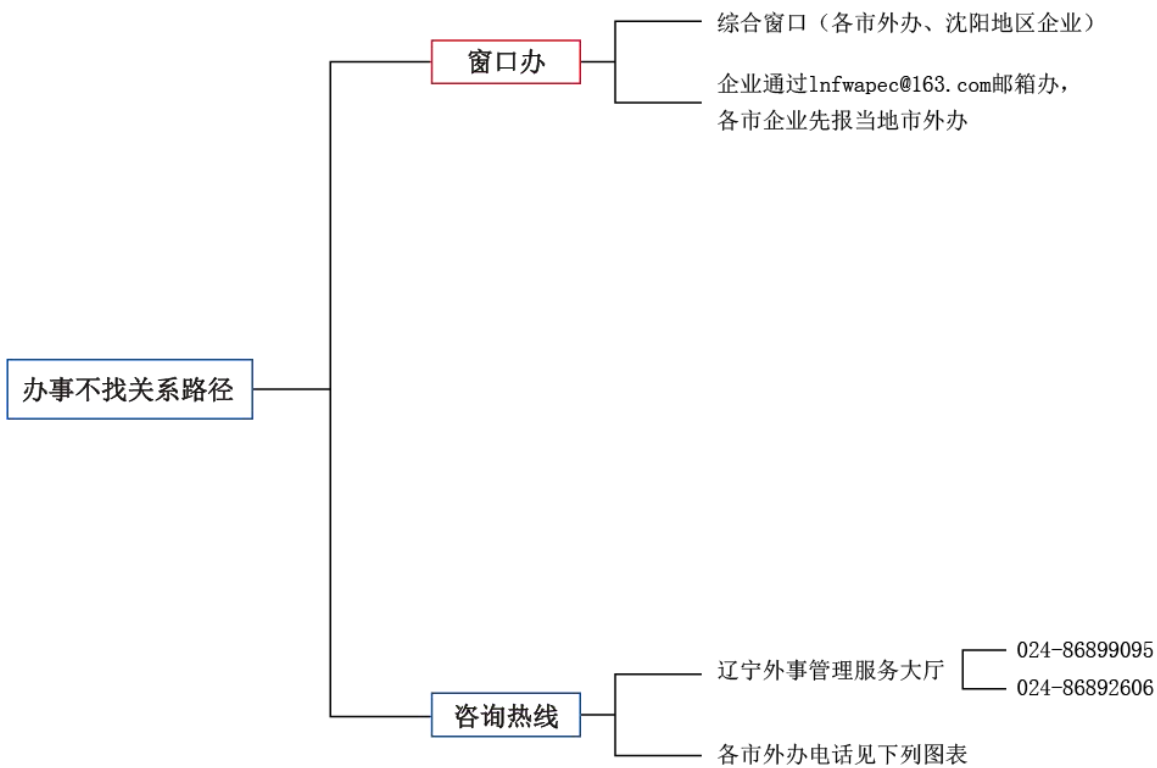 综合窗口（各市外办、沈阳地区企业）
窗口办
企业通过lnfwapec@163.com邮箱办，
各市企业先报当地市外办
办事不找关系路径
024-86899095
辽宁外事管理服务大厅
024-86892606
咨询热线
各市外办电话见下列图表